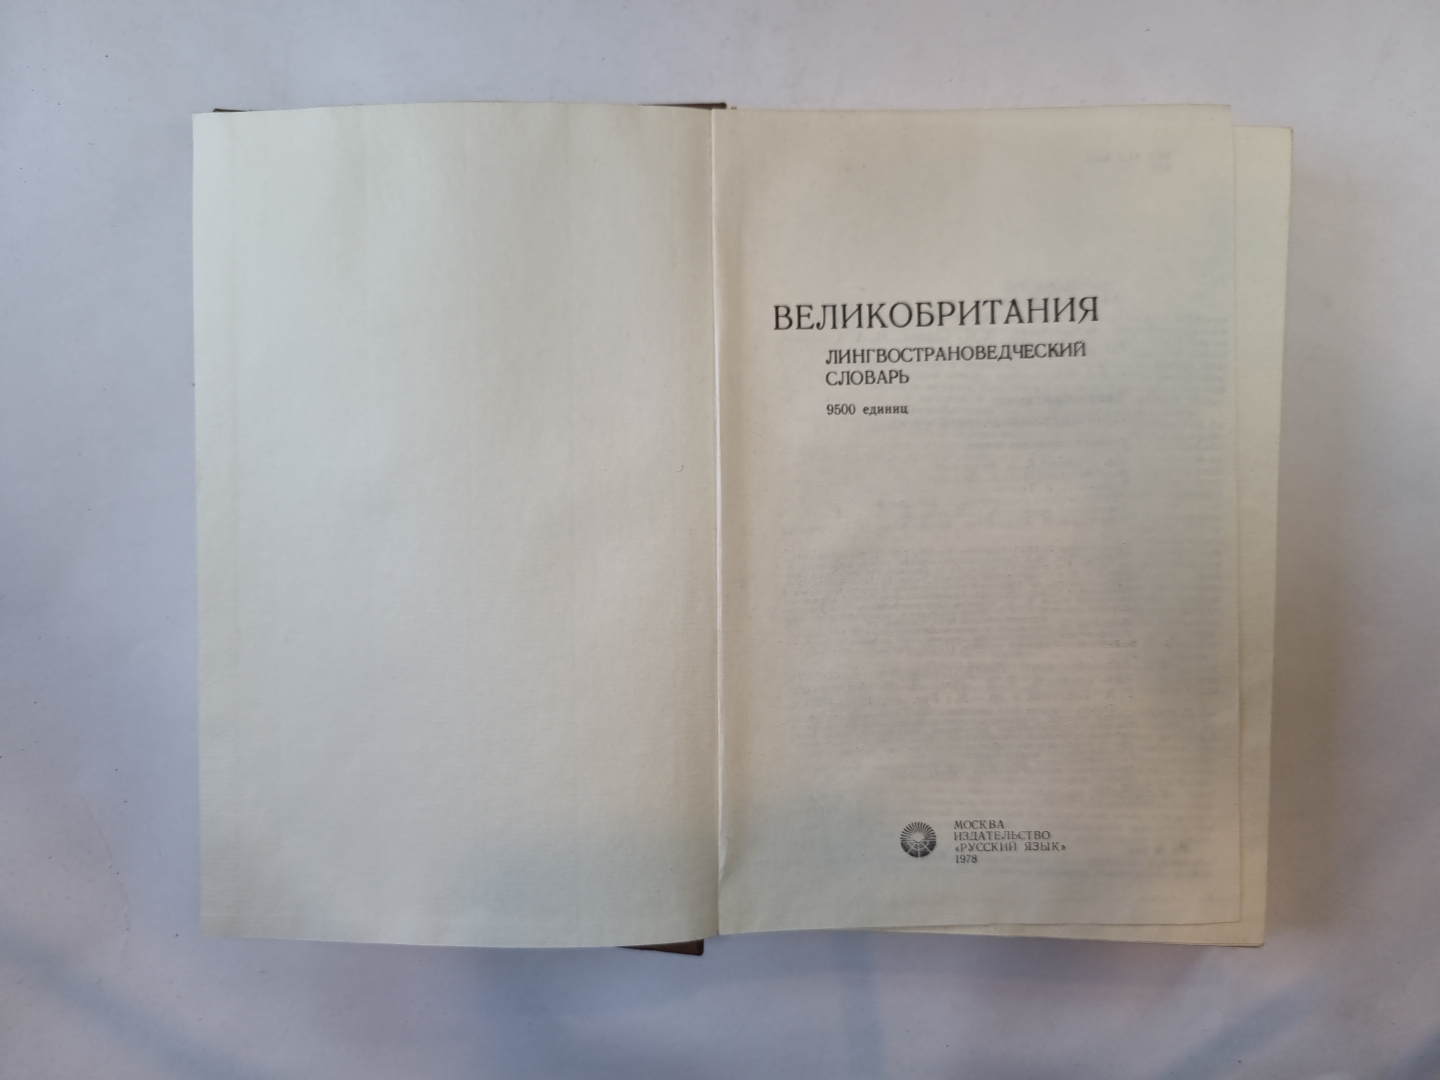 ВЕЛИКОБРИТАНИЯ
ЛИНГВОСТРАНОВЕДЧЕСКИЙ
СЛОВАРЬ
9500 единиц
МОСКВА
ИЗДАТЕЛЬСТВО
«РУССКИЙ ЯЗЫК»
1978